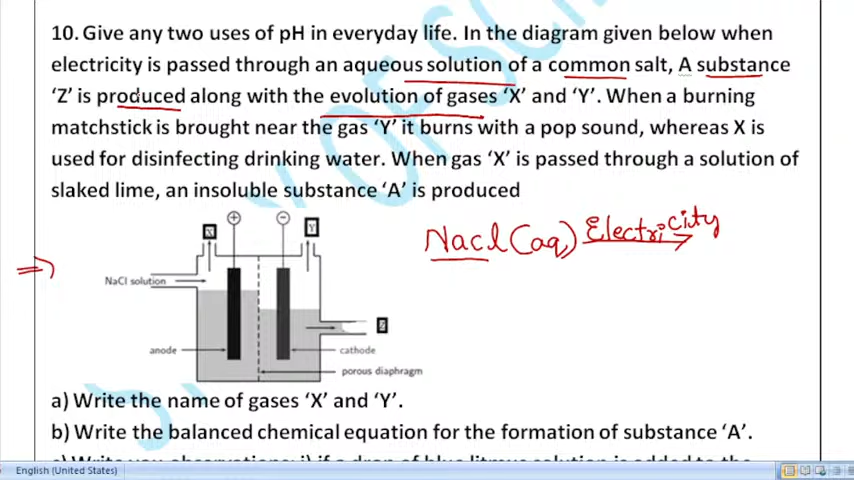 10. Give any two uses of pH in everyday life. In the diagram given below when
electricity is passed through an aqueous solution of a common salt, A substance
‘Z’ is produced along with the evolution of gases ‘X’ and ‘Y’. When a burning
matchstick is brought near the gas ‘Y’ it burns with a pop sound, whereas X is
used for disinfecting drinking water. When gas ‘X’ is passed through a solution of
slaked lime, an insoluble substance ‘A’ is produced
Nacl (aq) Electricity
X + − Y
NaCl solution
Z
anode cathode
porous diaphragm
a) Write the name of gases ‘X’ and ‘Y’.
b) Write the balanced chemical equation for the formation of substance ‘A’.
English (United States)